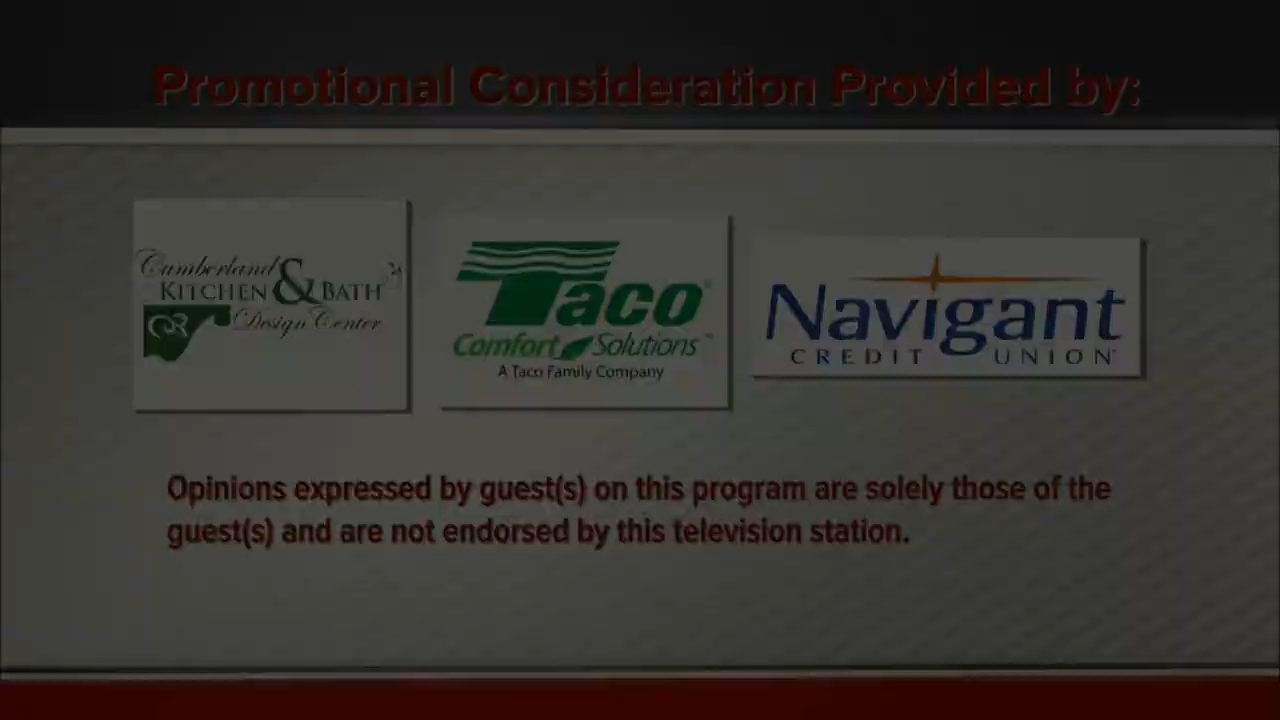 Promotional Consideration Provided by:
Cumberland
KITCHEN & BATH
Design Center
Taco
Comfort Solutions™
A Taco Family Company
Navigant
CREDIT UNION
Opinions expressed by guest(s) on this program are solely those of the
guest(s) and are not endorsed by this television station.